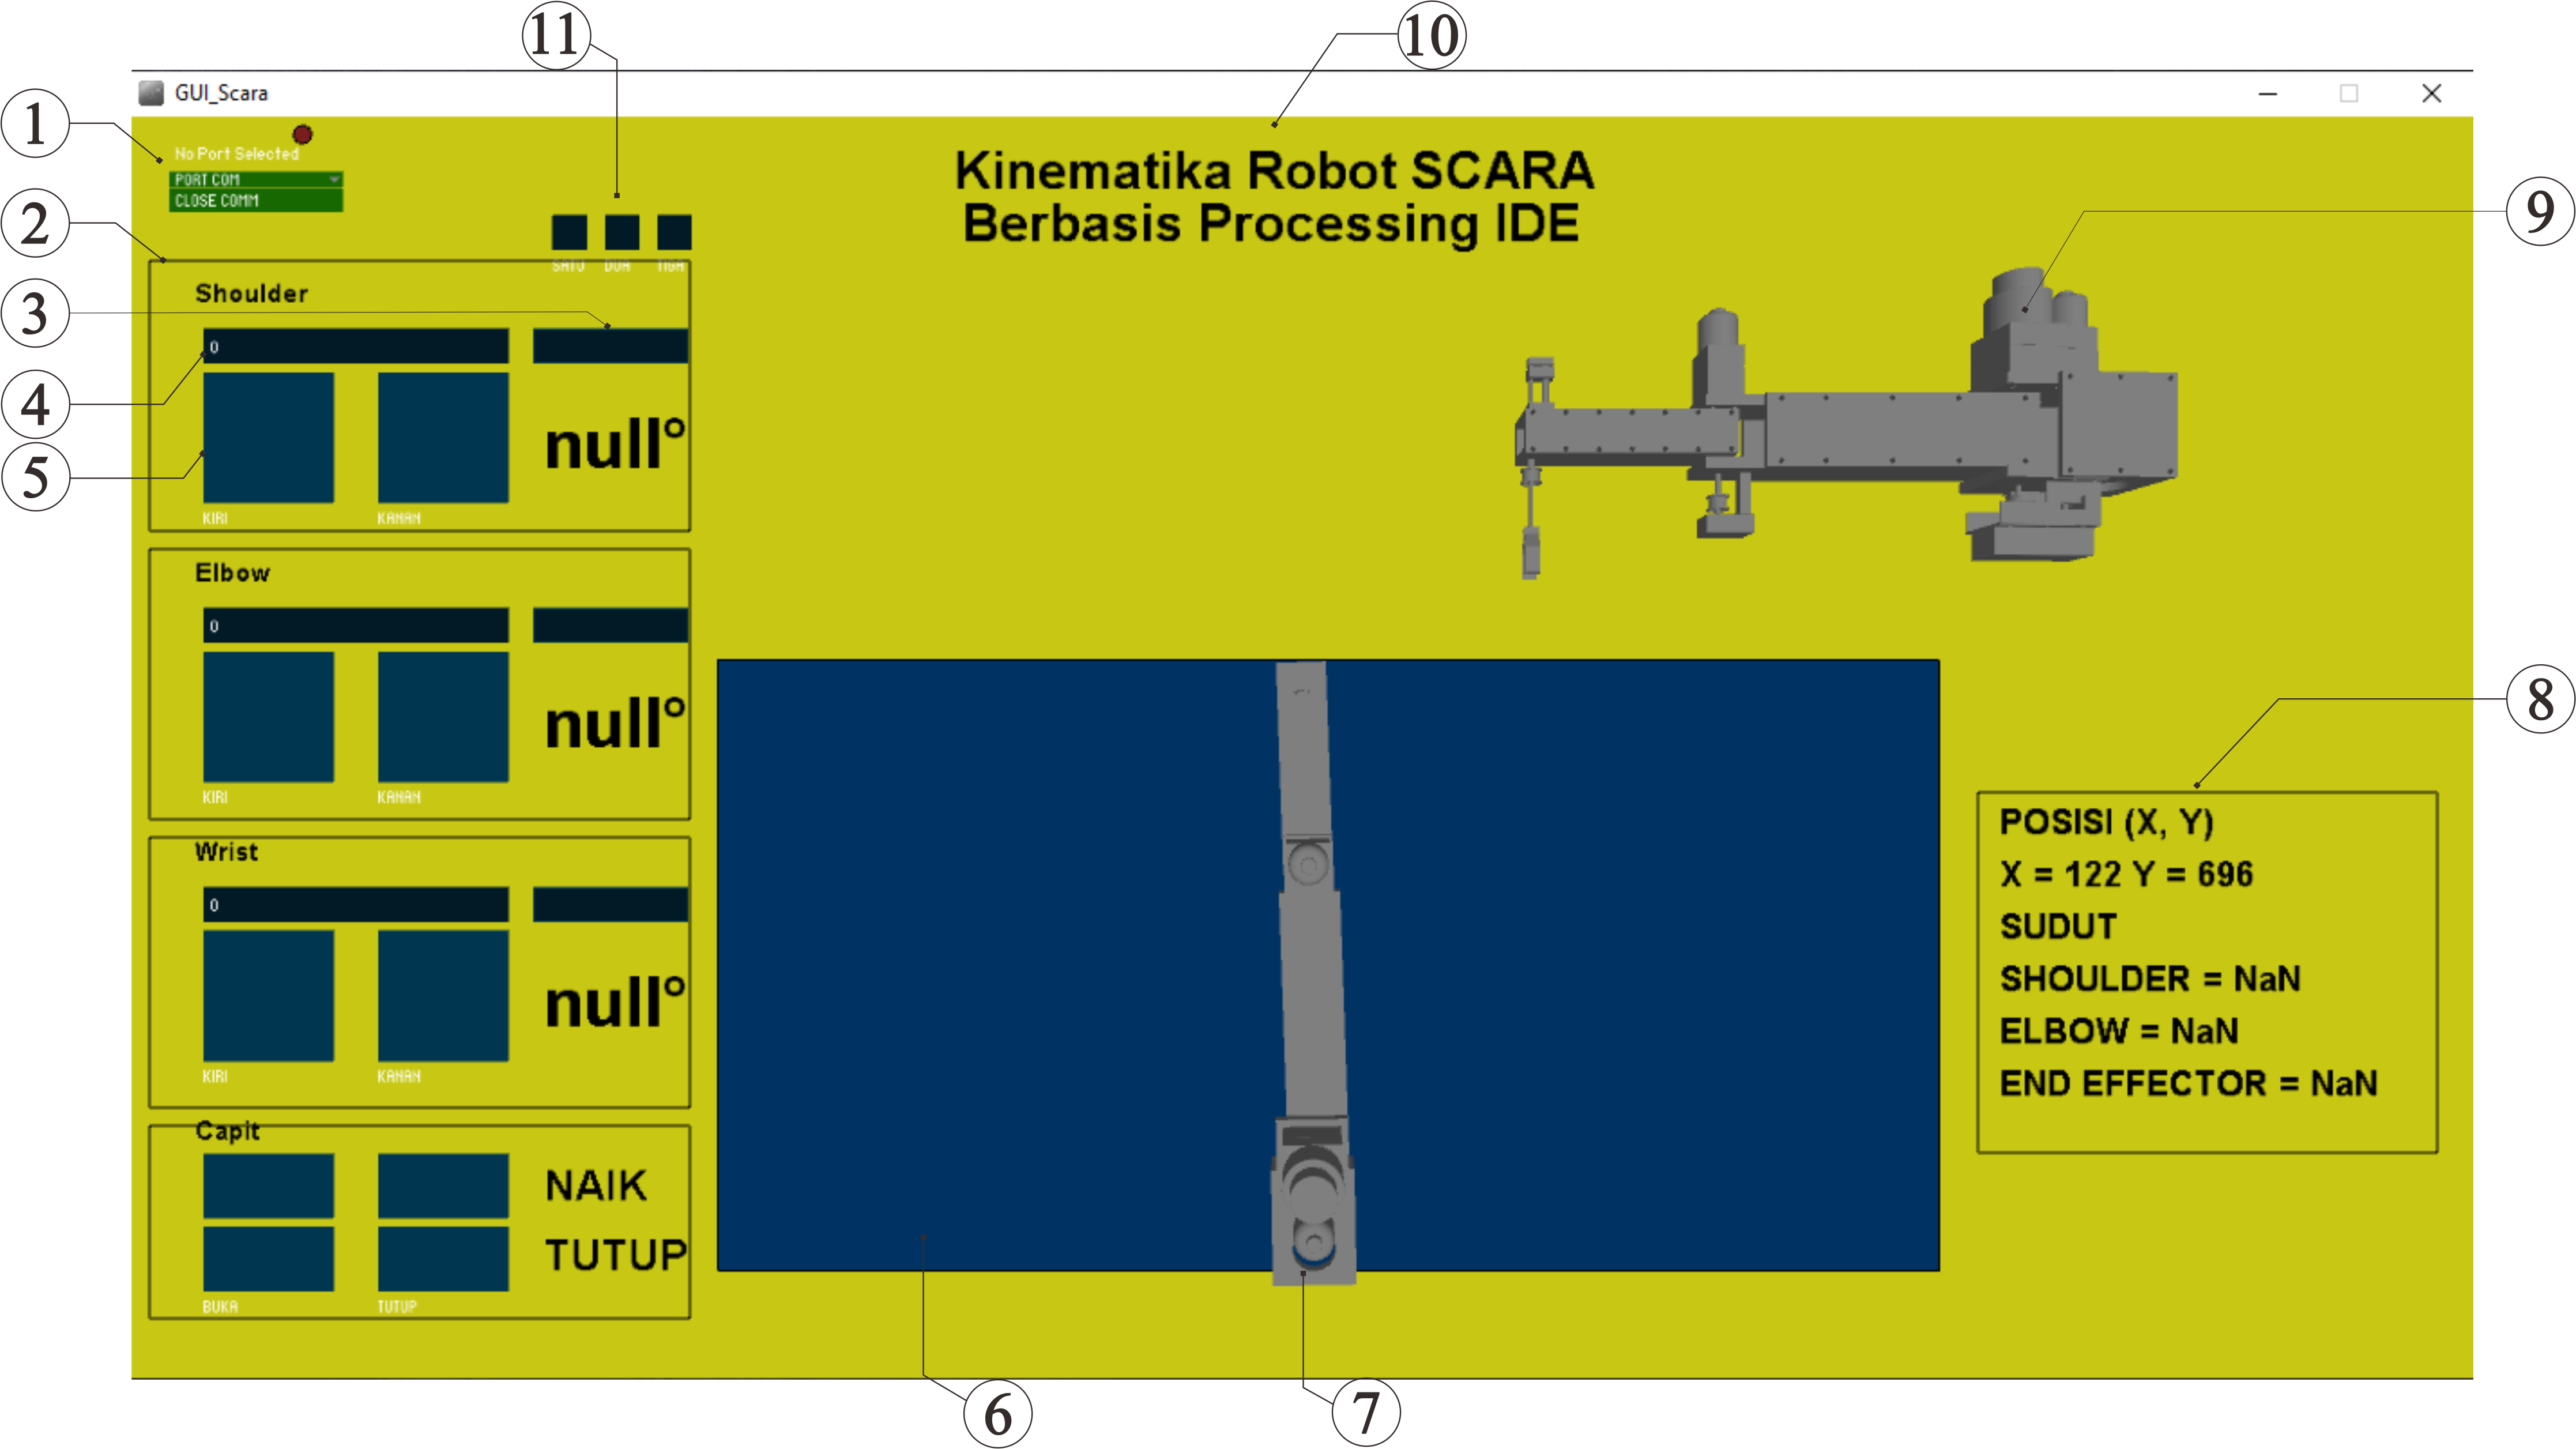 11
10
GUI_Scara
1
No Port Selected
PORT COM
CLOSE COMM
Kinematika Robot SCARA
Berbasis Processing IDE
9
2
SATU DUA TIGA
Shoulder
3
0
4
null°
5
KIRI KANAN
Elbow
0
null°
KIRI KANAN
8
POSISI (X, Y)
X = 122 Y = 696
SUDUT
SHOULDER = NaN
ELBOW = NaN
END EFFECTOR = NaN
Wrist
0
null°
KIRI KANAN
Capit
NAIK
TUTUP
BUKA TUTUP
6
7